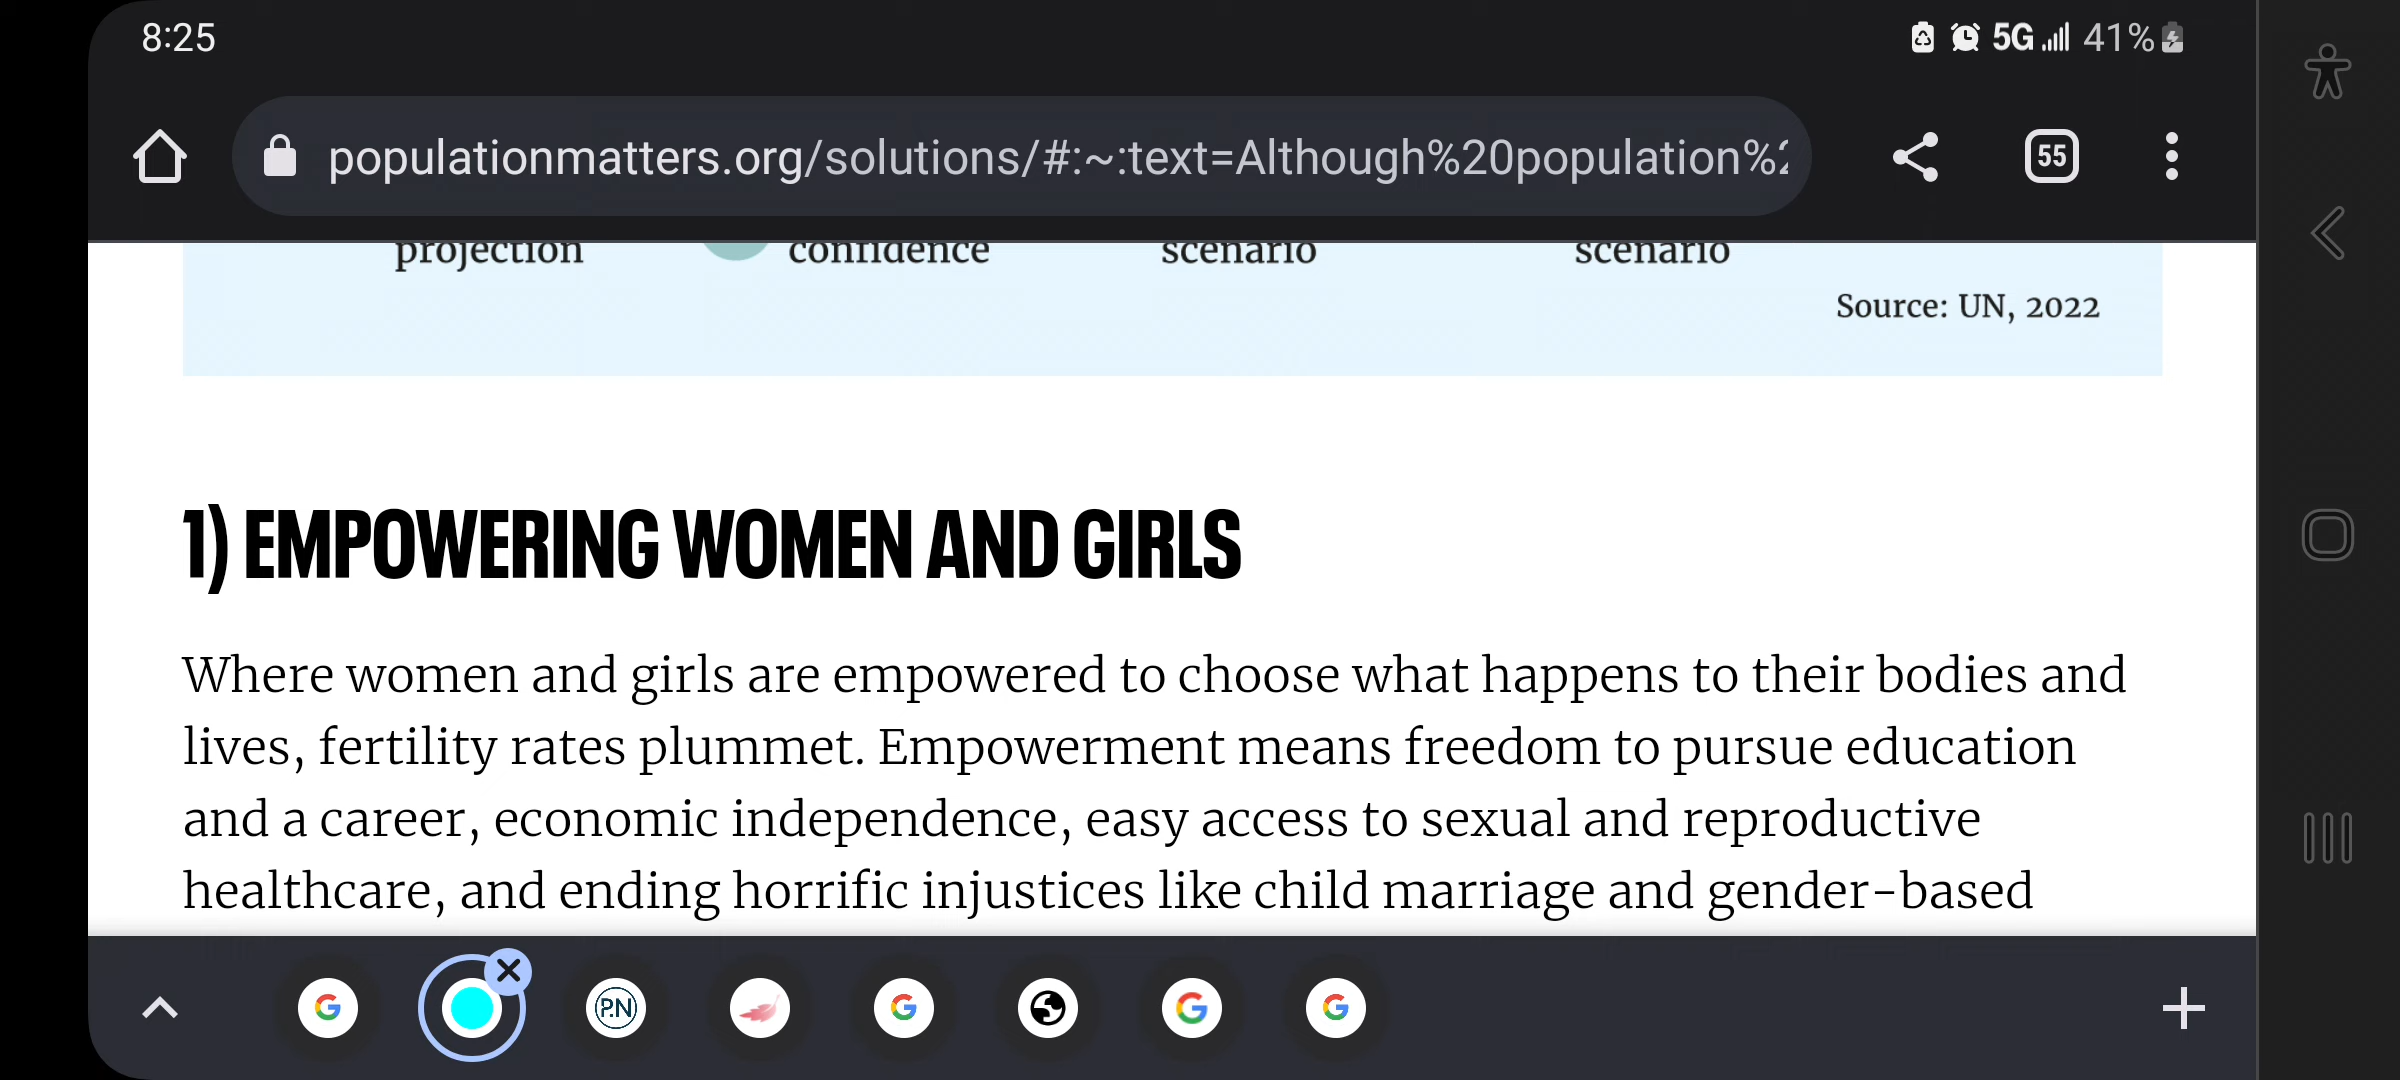 8:25
5G 41%
populationmatters.org/solutions/#:~:text=Although%20population%
55
projection confidence scenario scenario
Source: UN, 2022
1) EMPOWERING WOMEN AND GIRLS
Where women and girls are empowered to choose what happens to their bodies and
lives, fertility rates plummet. Empowerment means freedom to pursue education
and a career, economic independence, easy access to sexual and reproductive
healthcare, and ending horrific injustices like child marriage and gender-based
G P.N G G G